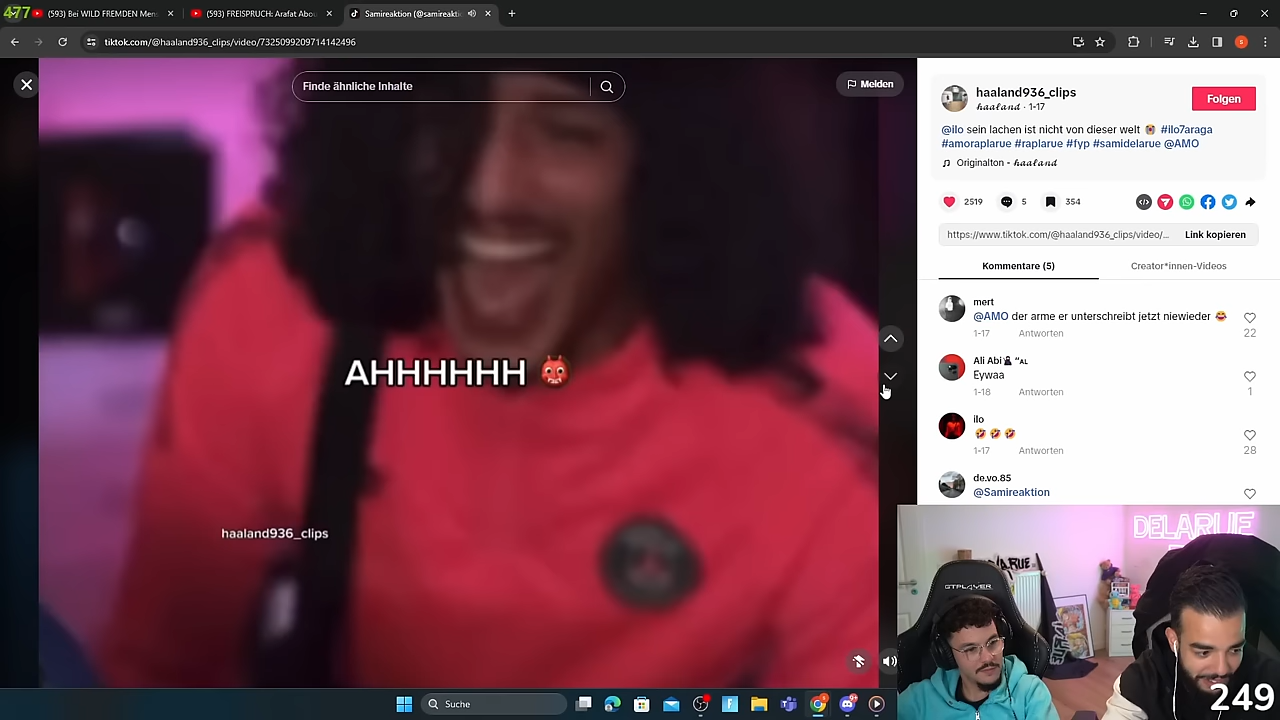 477
(593) Bei WILD FREMDEN Men
(593) FREISPRUCH: Arafat Abou
Samireaktion (@samireakti
tiktok.com/@haaland936_clips/video/7325099209714142496
Finde ähnliche Inhalte
Melden
haaland936_clips
𝓱𝓪𝓪𝓵𝓪𝓷𝓭 · 1-17
Folgen
@ilo sein lachen ist nicht von dieser welt 😭 #ilo7araga
#amoraplarue #raplarue #fyp #samidelarue @AMO
Originalton - 𝓱𝓪𝓪𝓵𝓪𝓷𝓭
2519
5
354
https://www.tiktok.com/@haaland936_clips/video/...
Link kopieren
Kommentare (5)
Creator*innen-Videos
mert
@AMO der arme er unterschreibt jetzt niewieder 😂
1-17 Antworten
22
Ali Abi
Eywaa
1-18 Antworten
1
ilo
🤣🤣🤣
1-17 Antworten
28
de.vo.85
@Samireaktion
AHHHHHH 👹
haaland936_clips
DELARUE
GTPLAYER
249
Suche